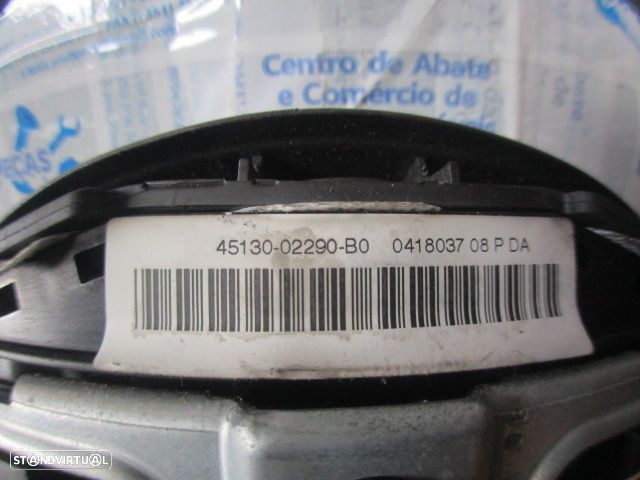 Centro de Abate
e Comércio de
PEÇAS
45130-02290-B0 0418037 08 P DA
STANDVIRTUAL